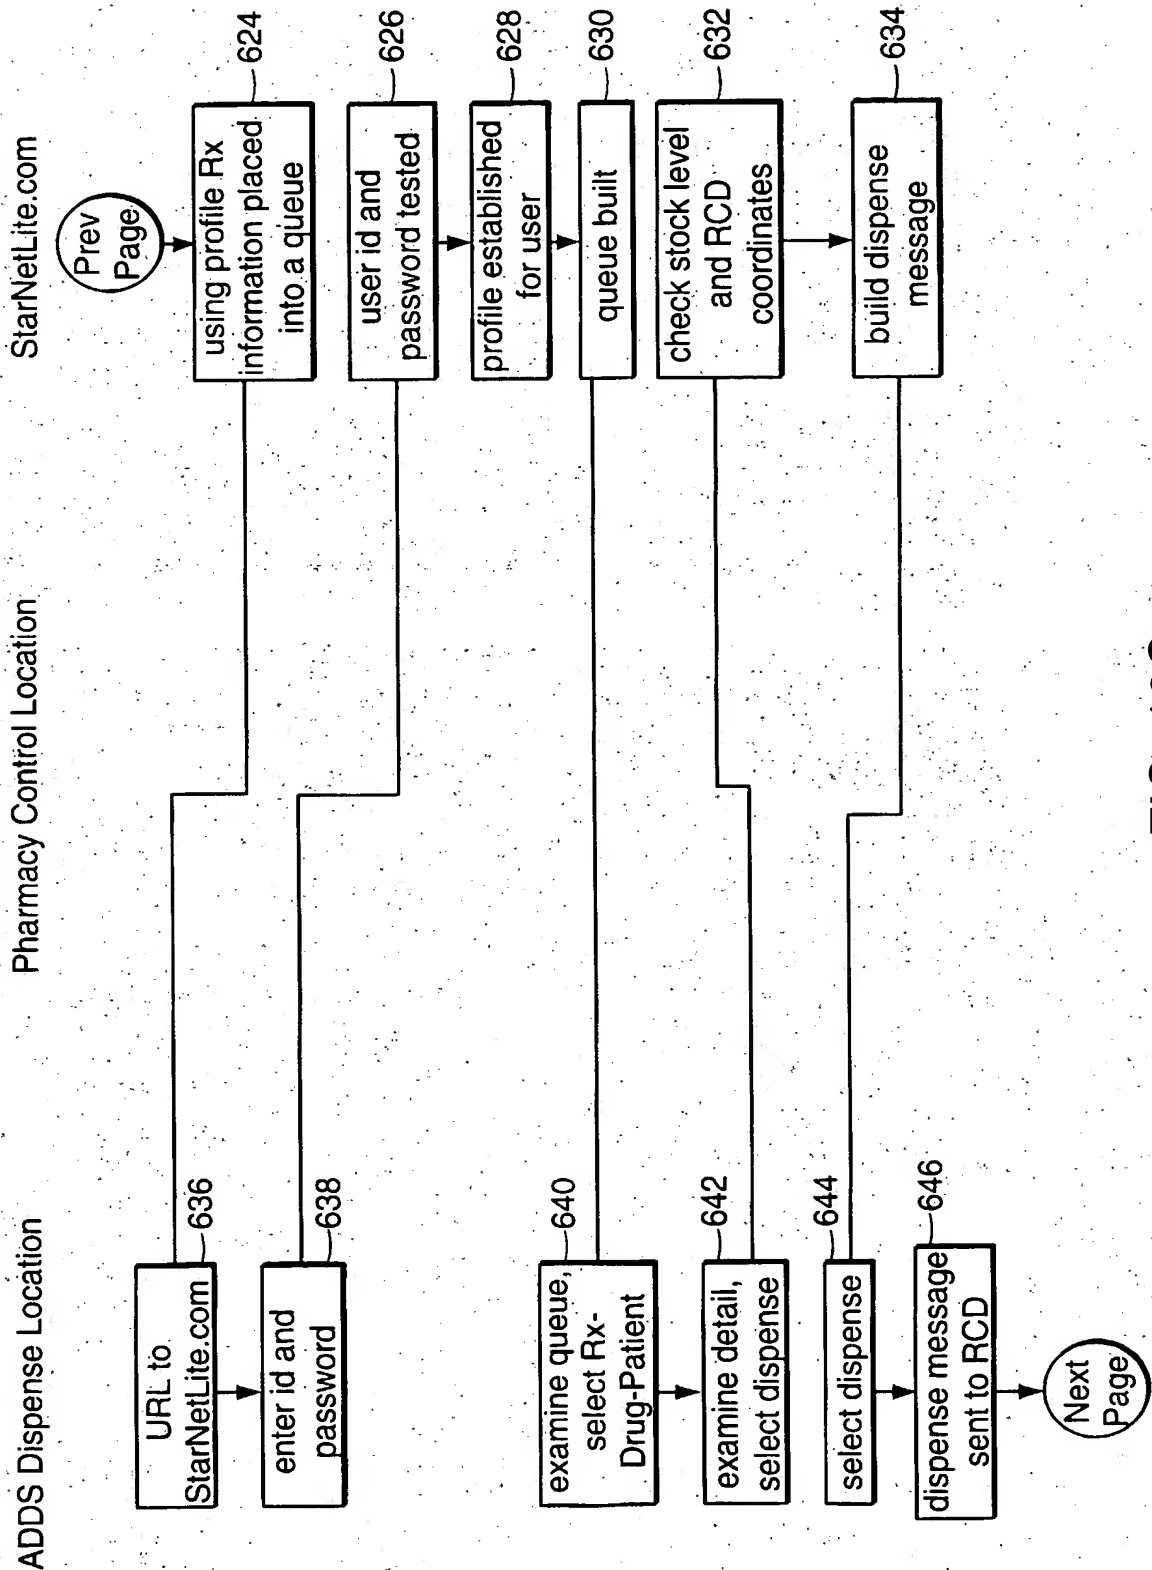 ADDS Dispense Location
Pharmacy Control Location
StarNetLite.com
Prev
Page
using profile Rx
information placed
into a queue
624
user id and
password tested
626
profile established
for user
628
queue built
630
check stock level
and RCD
coordinates
632
build dispense
message
634
URL to
StarNetLite.com
636
enter id and
password
638
examine queue,
select Rx-
Drug-Patient
640
examine detail,
select dispense
642
select dispense
644
dispense message
sent to RCD
646
Next
Page